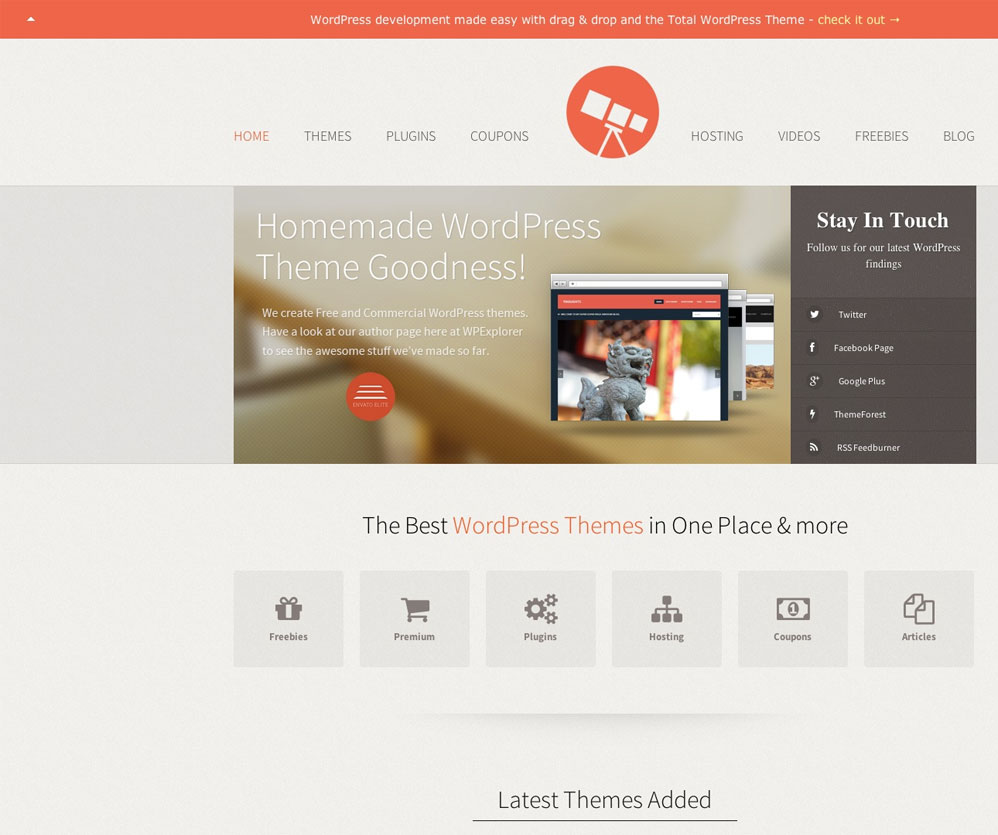 WordPress development made easy with drag & drop and the Total WordPress Theme - check it out →
HOME THEMES PLUGINS COUPONS HOSTING VIDEOS FREEBIES BLOG
Homemade WordPress
Theme Goodness!
We create Free and Commercial WordPress themes.
Have a look at our author page here at WPExplorer
to see the awesome stuff we've made so far.
ENVATO ELITE
Stay In Touch
Follow us for our latest WordPress
findings
Twitter
Facebook Page
Google Plus
ThemeForest
RSS Feedburner
The Best WordPress Themes in One Place & more
Freebies Premium Plugins Hosting Coupons Articles
Latest Themes Added